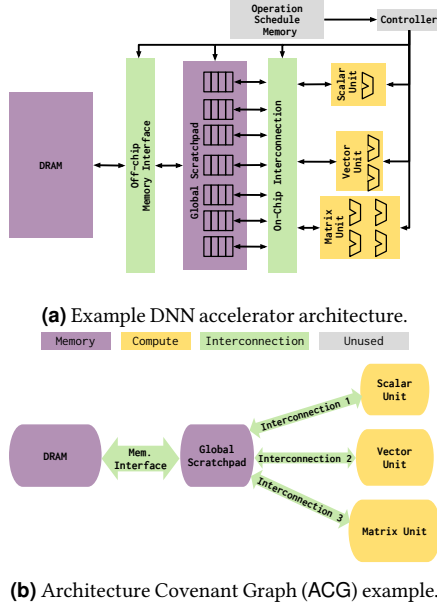 Operation
Schedule
Memory
Controller
DRAM
Off-chip
Memory Interface
Global Scratchpad
On-Chip Interconnection
Scalar
Unit
Vector
Unit
Matrix
Unit
(a) Example DNN accelerator architecture.
Memory
Compute
Interconnection
Unused
DRAM
Mem.
Interface
Global
Scratchpad
Interconnection 1
Interconnection 2
Interconnection 3
Scalar
Unit
Vector
Unit
Matrix Unit
(b) Architecture Covenant Graph (ACG) example.